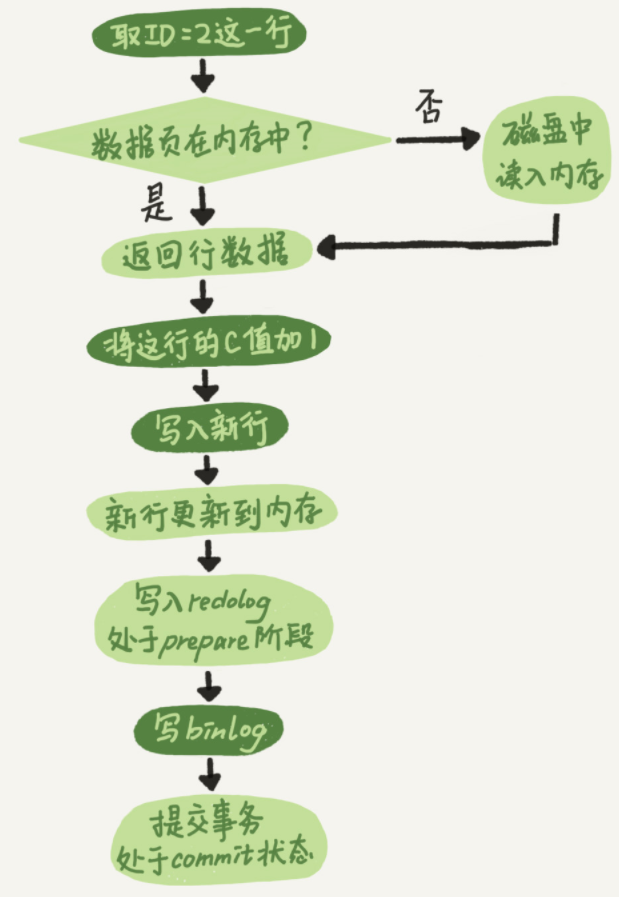 取ID=2这一行
数据页在内存中?
否
磁盘中
读入内存
是
返回行数据
将这行的C值加1
写入新行
新行更新到内存
写入redolog
处于prepare阶段
写binlog
提交事务
处于commit状态